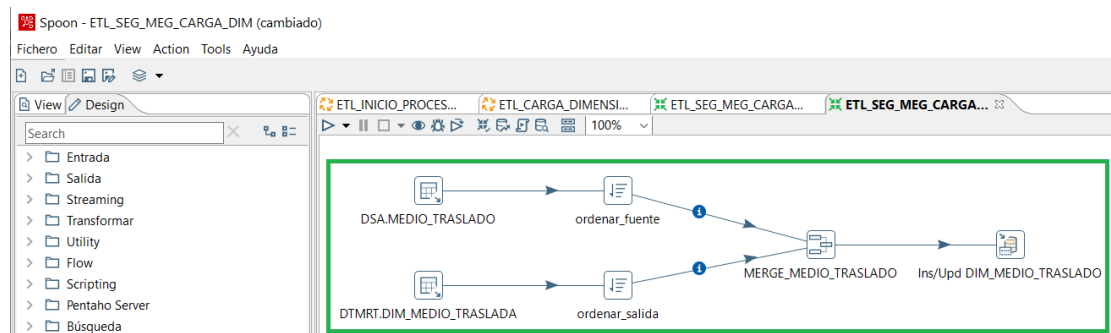 Spoon - ETL_SEG_MEG_CARGA_DIM (cambiado)
Fichero Editar View Action Tools Ayuda
View Design
ETL_INICIO_PROCES... ETL_CARGA_DIMENSI... ETL_SEG_MEG_CARGA... ETL_SEG_MEG_CARGA...
Search
100%
Entrada
Salida
Streaming
Transformar
Utility
Flow
Scripting
Pentaho Server
Búsqueda
DSA.MEDIO_TRASLADO
ordenar_fuente
MERGE_MEDIO_TRASLADO
Ins/Upd DIM_MEDIO_TRASLADO
DTMRT.DIM_MEDIO_TRASLADA
ordenar_salida